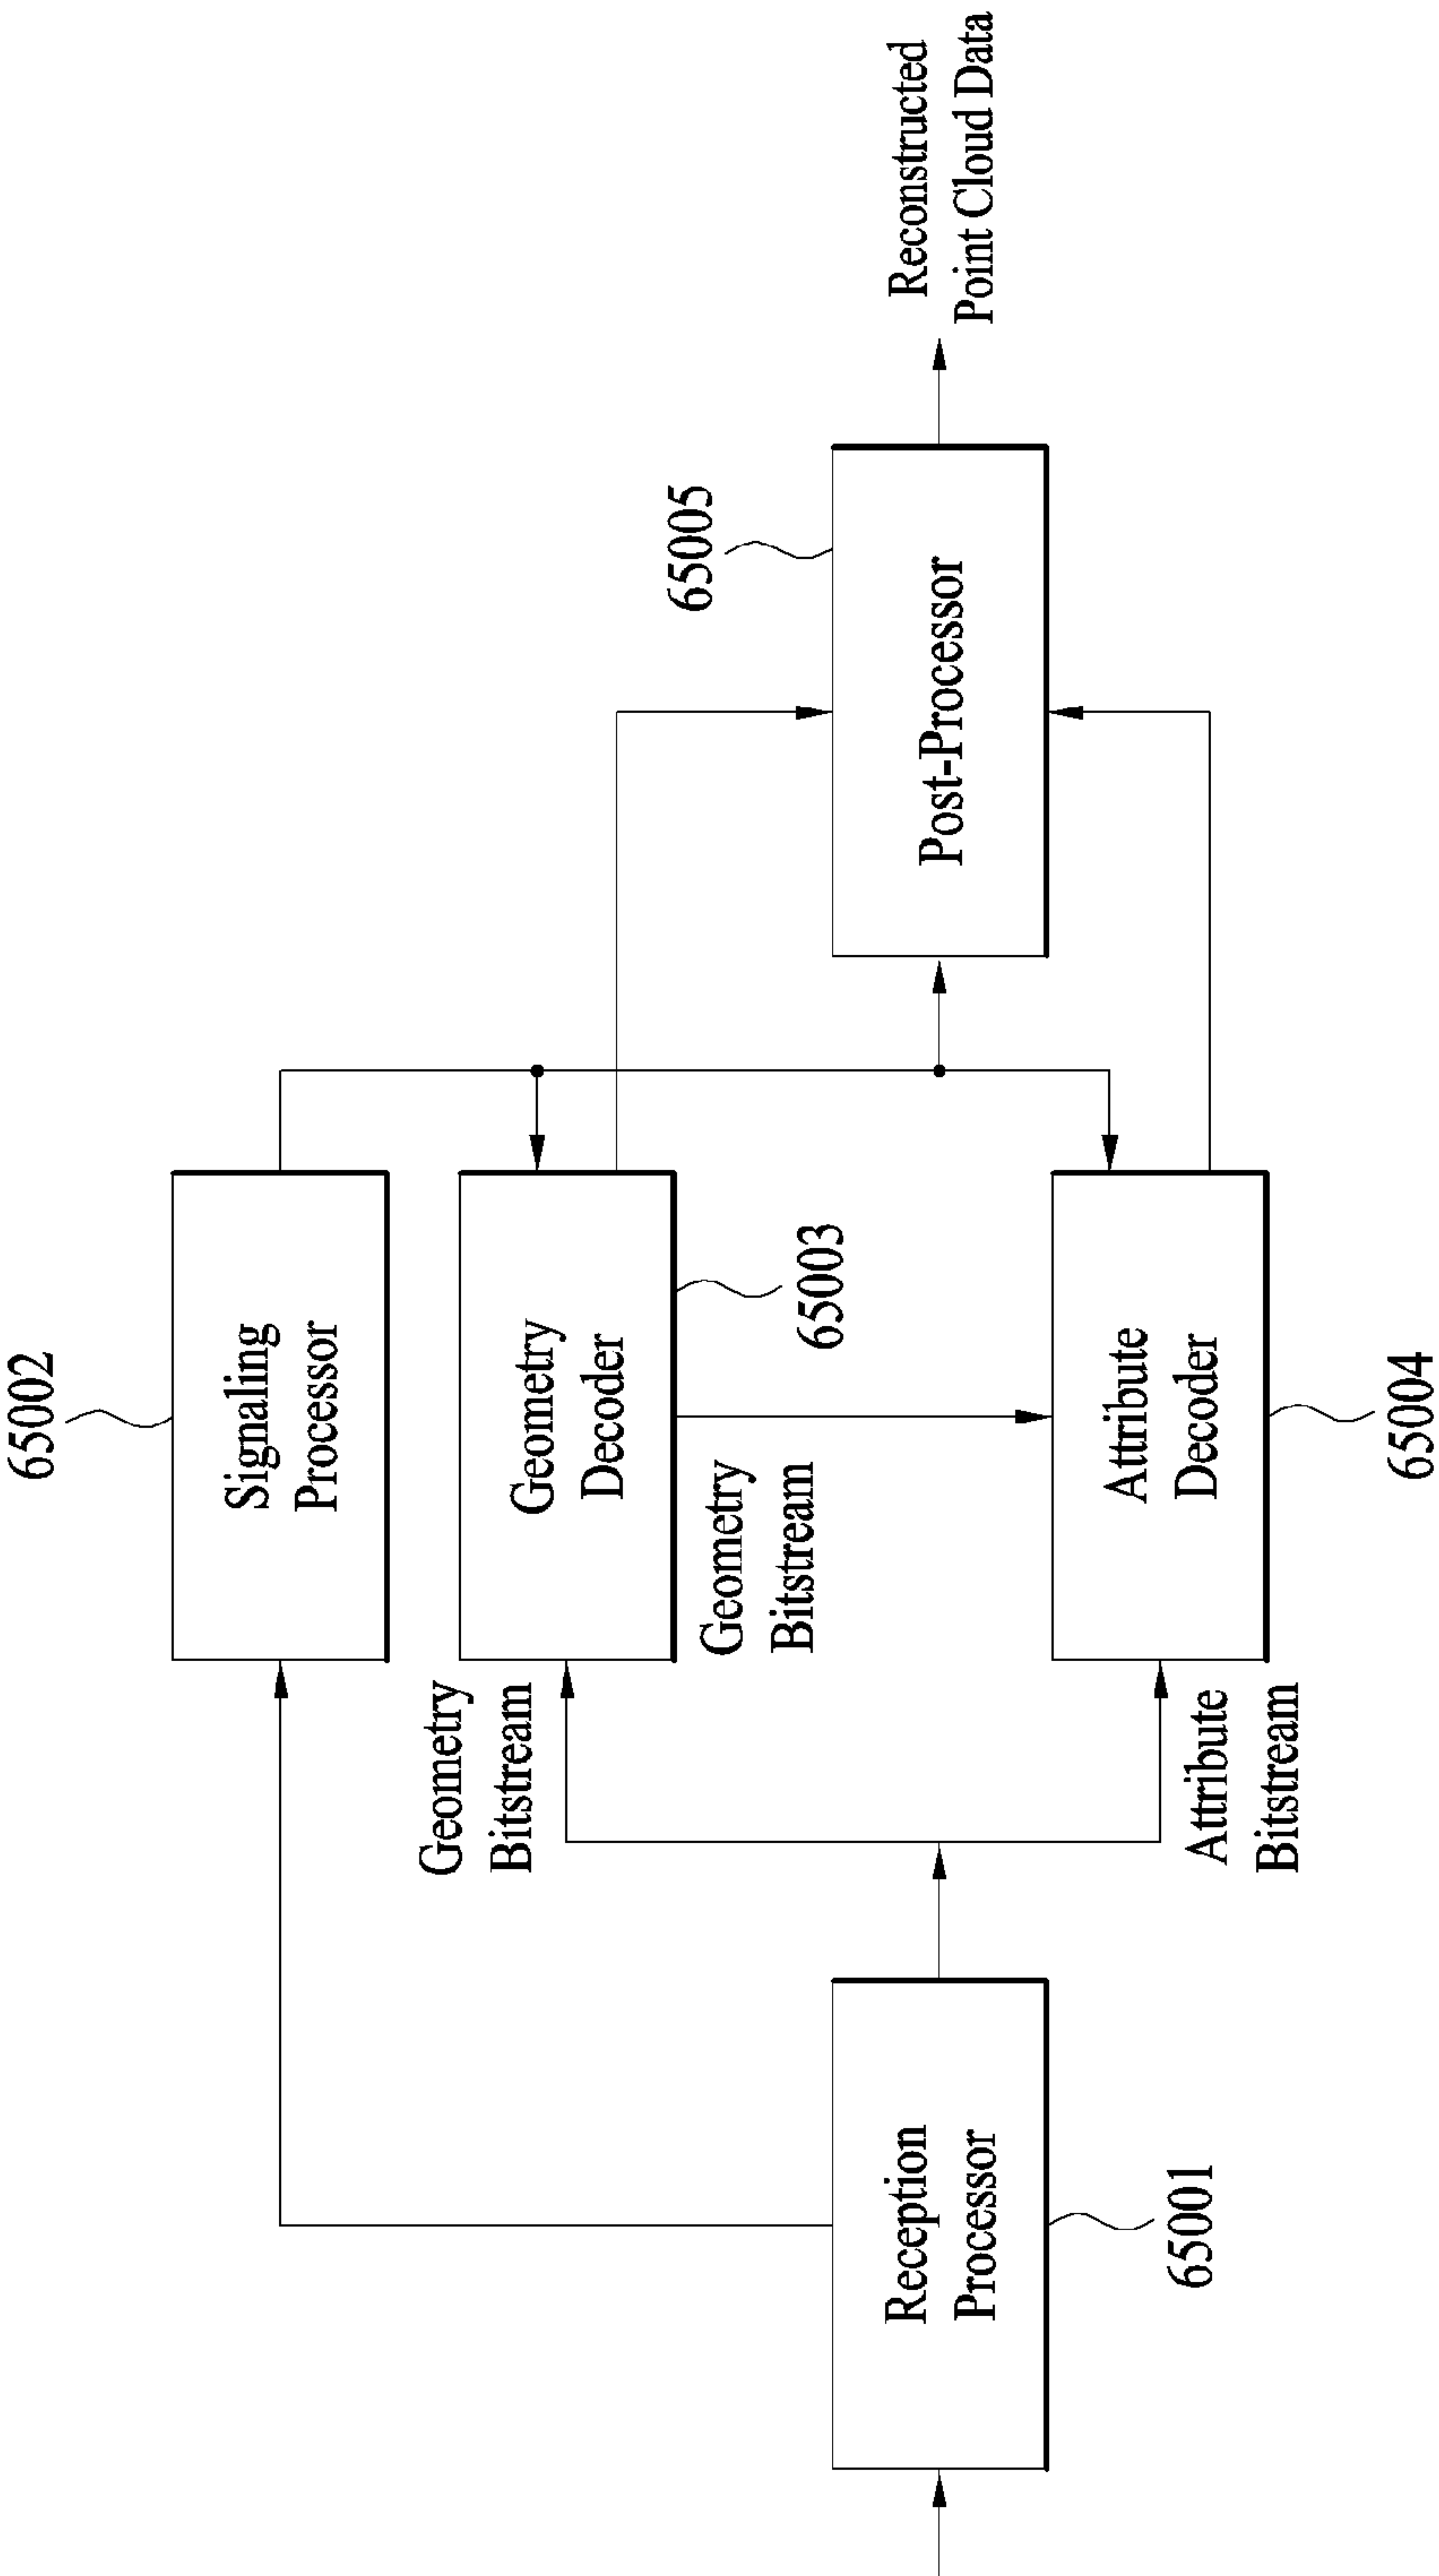 65002
Signaling
Processor
Geometry
Bitstream
Geometry
Decoder
65003
Geometry
Bitstream
Reception
Processor
65001
Attribute
Bitstream
Attribute
Decoder
65004
65005
Post-Processor
Reconstructed
Point Cloud Data